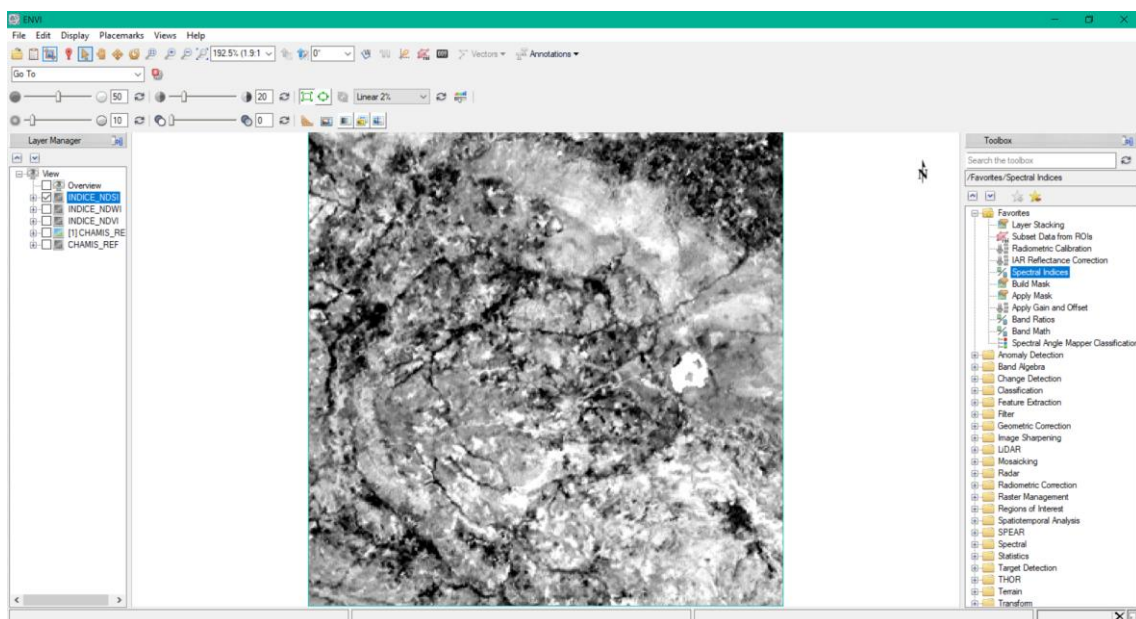 ENVI
File Edit Display Placemarks Views Help
192.5% (1.9:1 0° Vectors Annotations
Go To
50 20 Linear 2%
10 0
Layer Manager
View
Overview
INDICE_NDSI
INDICE_NDWI
INDICE_NDVI
[1] CHAMIS_RE
CHAMIS_REF
N
Toolbox
Search the toolbox
/Favorites/Spectral Indices
Favorites
Layer Stacking
Subset Data from ROIs
Radiometric Calibration
IAR Reflectance Correction
Spectral Indices
Build Mask
Apply Mask
Apply Gain and Offset
Band Ratios
Band Math
Spectral Angle Mapper Classification
Anomaly Detection
Band Algebra
Change Detection
Classification
Feature Extraction
Filter
Geometric Correction
Image Sharpening
LiDAR
Mosaicking
Radar
Radiometric Correction
Raster Management
Regions of Interest
Spatiotemporal Analysis
SPEAR
Spectral
Statistics
Target Detection
THOR
Terrain
Transform